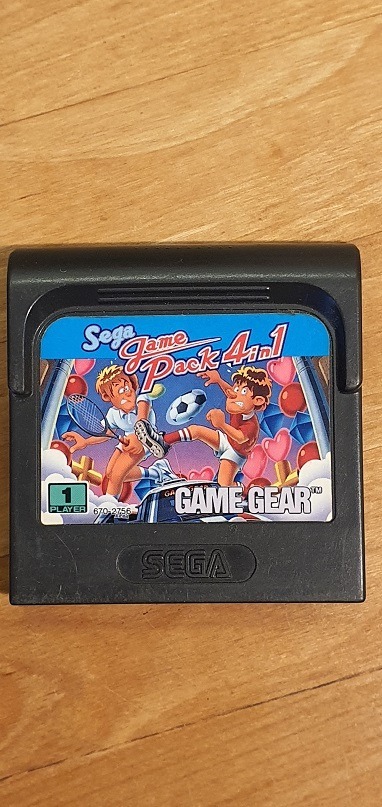 Sega Game
Pack 4in1
1
PLAYER
670-2756
GAME GEAR™
SEGA